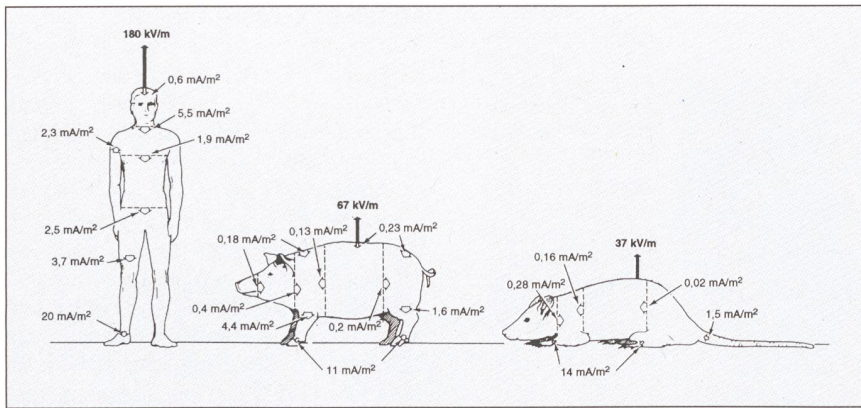 180 kV/m
0,6 mA/m²
5,5 mA/m²
2,3 mA/m²
1,9 mA/m²
2,5 mA/m²
3,7 mA/m²
20 mA/m²
67 kV/m
0,13 mA/m²
0,23 mA/m²
0,18 mA/m²
0,4 mA/m²
4,4 mA/m²
0,2 mA/m²
1,6 mA/m²
11 mA/m²
37 kV/m
0,16 mA/m²
0,28 mA/m²
0,02 mA/m²
1,5 mA/m²
14 mA/m²